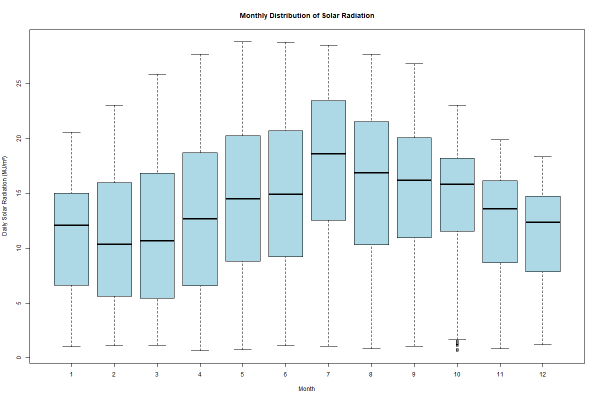 Monthly Distribution of Solar Radiation
Daily Solar Radiation (MJ/m²)
25
20
15
10
5
0
1 2 3 4 5 6 7 8 9 10 11 12
Month